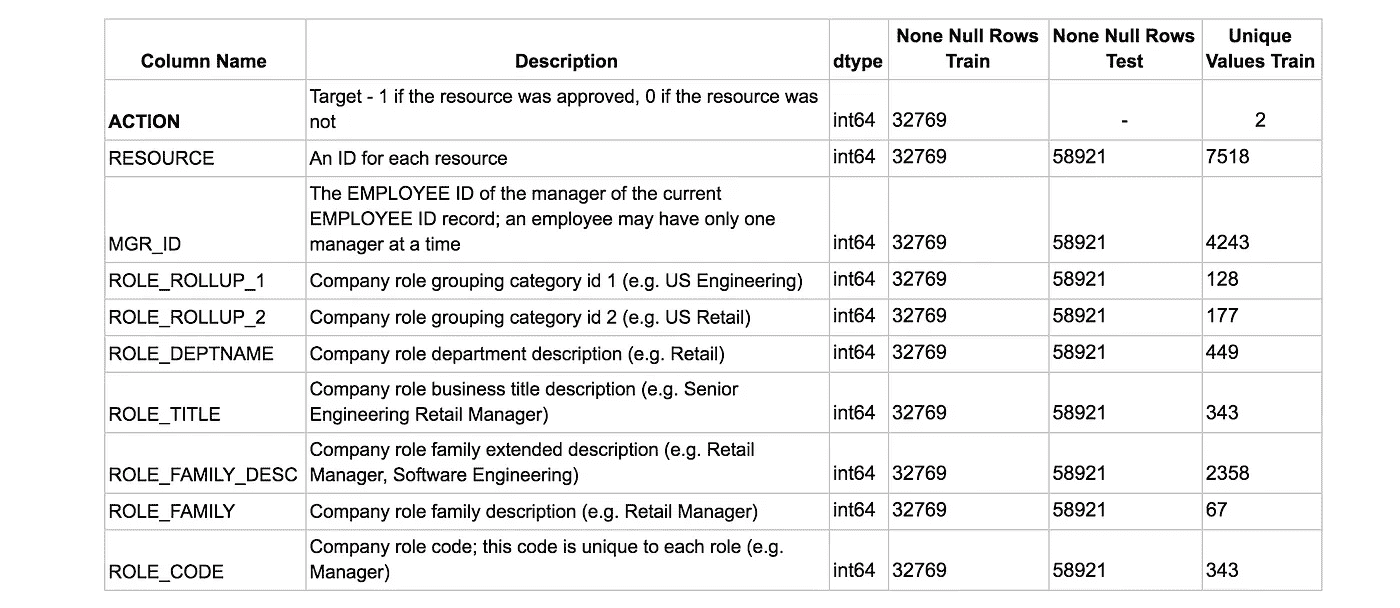 Column Name Description dtype None Null Rows Train None Null Rows Test Unique Values Train
ACTION Target - 1 if the resource was approved, 0 if the resource was not int64 32769 - 2
RESOURCE An ID for each resource int64 32769 58921 7518
MGR_ID The EMPLOYEE ID of the manager of the current EMPLOYEE ID record; an employee may have only one manager at a time int64 32769 58921 4243
ROLE_ROLLUP_1 Company role grouping category id 1 (e.g. US Engineering) int64 32769 58921 128
ROLE_ROLLUP_2 Company role grouping category id 2 (e.g. US Retail) int64 32769 58921 177
ROLE_DEPTNAME Company role department description (e.g. Retail) int64 32769 58921 449
ROLE_TITLE Company role business title description (e.g. Senior Engineering Retail Manager) int64 32769 58921 343
ROLE_FAMILY_DESC Company role family extended description (e.g. Retail Manager, Software Engineering) int64 32769 58921 2358
ROLE_FAMILY Company role family description (e.g. Retail Manager) int64 32769 58921 67
ROLE_CODE Company role code; this code is unique to each role (e.g. Manager) int64 32769 58921 343